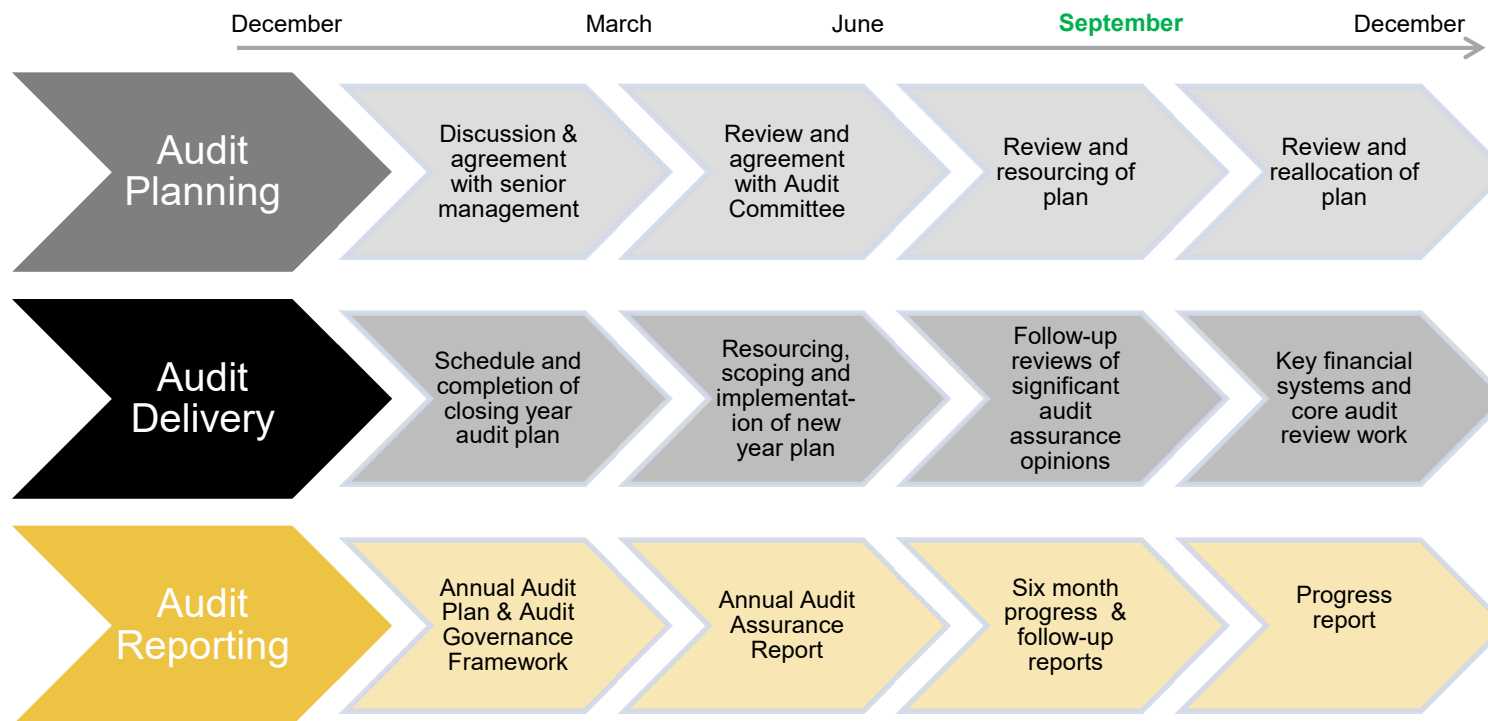 December March June September December
Audit
Planning
Discussion &
agreement
with senior
management
Review and
agreement
with Audit
Committee
Review and
resourcing of
plan
Review and
reallocation of
plan
Audit
Delivery
Schedule and
completion of
closing year
audit plan
Resourcing,
scoping and
implementat-
ion of new
year plan
Follow-up
reviews of
significant
audit
assurance
opinions
Key financial
systems and
core audit
review work
Audit
Reporting
Annual Audit
Plan & Audit
Governance
Framework
Annual Audit
Assurance
Report
Six month
progress &
follow-up
reports
Progress
report